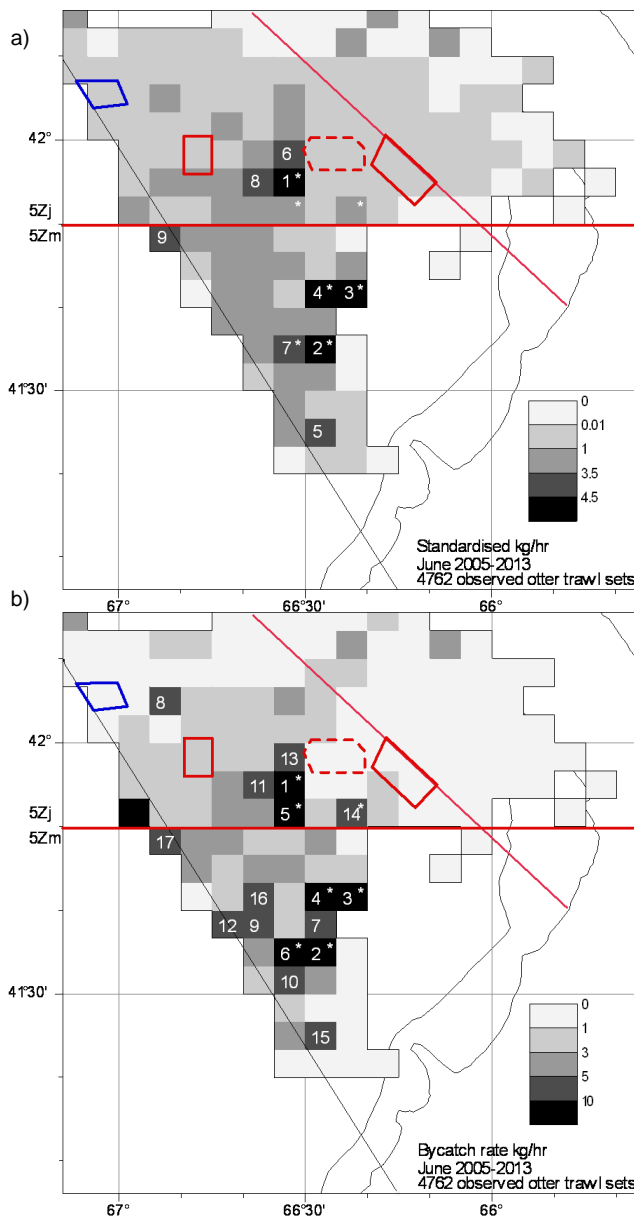 a)
42°
6
8 1*
* *
5Zj
5Zm
9
4* 3*
7* 2*
41°30'
5
0
0.01
1
3.5
4.5
Standardised kg/hr
June 2005-2013
4762 observed otter trawl sets
67° 66°30' 66°
b)
8
42°
13
11 1*
5* 14*
5Zj
5Zm
17
16 4* 3*
12 9 7
6* 2*
10
41°30'
15
0
1
3
5
10
Bycatch rate kg/hr
June 2005-2013
4762 observed otter trawl sets
67° 66°30' 66°